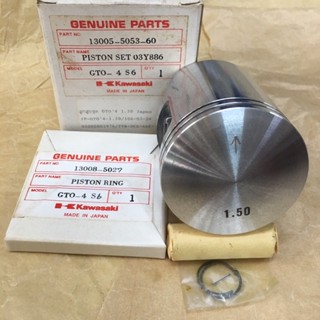 GENUINE PARTS
PART NO. 13005-5053-60
PART NAME PISTON SET 03Y886
MODEL GTO-4 S6 Q'TY 1
Kawasaki
MADE IN JAPAN
GENUINE PARTS
PART NO. 13008-5027
PART NAME PISTON RING
MODEL GTO-4 S6 Q'TY 1
Kawasaki
MADE IN JAPAN
1.50